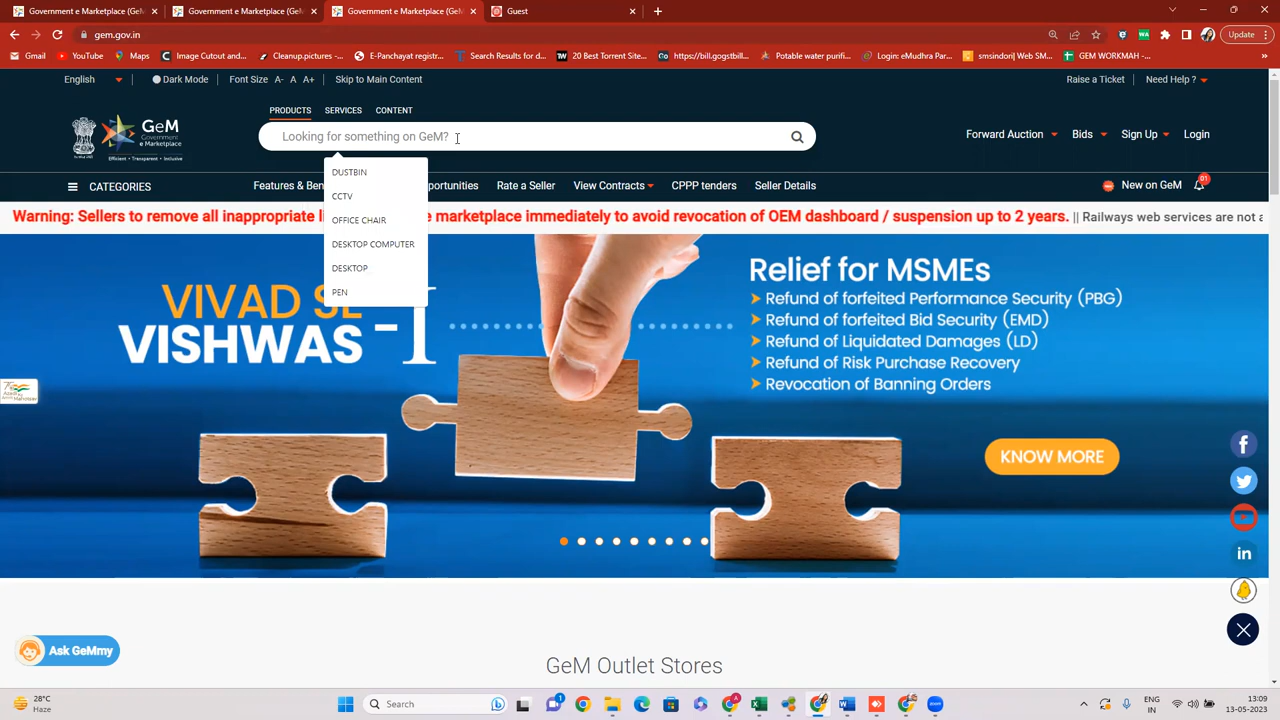 Government e Marketplace (GeM)
Government e Marketplace (GeM)
Government e Marketplace (GeM)
Guest
gem.gov.in
Update
Gmail
YouTube
Maps
Image Cutout and...
Cleanup.pictures -...
E-Panchayat registr...
Search Results for d...
20 Best Torrent Site...
https://bill.gogstbill...
Potable water purifi...
Login: eMudhra Par...
smsindori| Web SM...
GEM WORKMAH -...
English
Dark Mode
Font Size A- A A+
Skip to Main Content
Raise a Ticket
Need Help ?
PRODUCTS SERVICES CONTENT
GeM
Government
e Marketplace
Efficient • Transparent • Inclusive
Looking for something on GeM?
Forward Auction
Bids
Sign Up
Login
DUSTBIN
CCTV
OFFICE CHAIR
DESKTOP COMPUTER
DESKTOP
PEN
CATEGORIES
Features & Ben
portunities
Rate a Seller
View Contracts
CPPP tenders
Seller Details
New on GeM
01
Warning: Sellers to remove all inappropriate li
e marketplace immediately to avoid revocation of OEM dashboard / suspension up to 2 years. || Railways web services are not a
VIVAD SE
VISHWAS -I
Relief for MSMEs
Refund of forfeited Performance Security (PBG)
Refund of forfeited Bid Security (EMD)
Refund of Liquidated Damages (LD)
Refund of Risk Purchase Recovery
Revocation of Banning Orders
KNOW MORE
Ask GeMmy
GeM Outlet Stores
28°C
Haze
Search
1
ENG
IN
13:09
13-05-2023